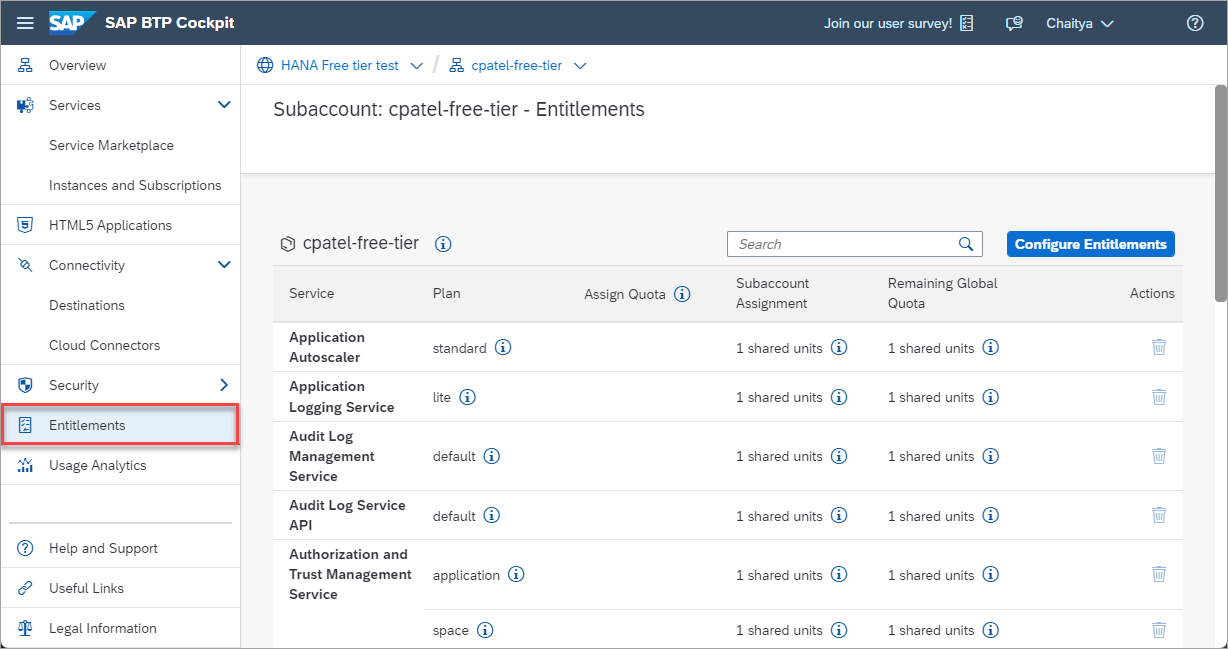 SAP SAP BTP Cockpit
Join our user survey!
Chaitya
Overview
Services
Service Marketplace
Instances and Subscriptions
HTML5 Applications
Connectivity
Destinations
Cloud Connectors
Security
Entitlements
Usage Analytics
Help and Support
Useful Links
Legal Information
HANA Free tier test / cpatel-free-tier
Subaccount: cpatel-free-tier - Entitlements
cpatel-free-tier
Search
Configure Entitlements
Service
Plan
Assign Quota
Subaccount
Assignment
Remaining Global
Quota
Actions
Application
Autoscaler
standard
1 shared units
1 shared units
Application
Logging Service
lite
1 shared units
1 shared units
Audit Log
Management
Service
default
1 shared units
1 shared units
Audit Log Service
API
default
1 shared units
1 shared units
Authorization and
Trust Management
Service
application
1 shared units
1 shared units
space
1 shared units
1 shared units